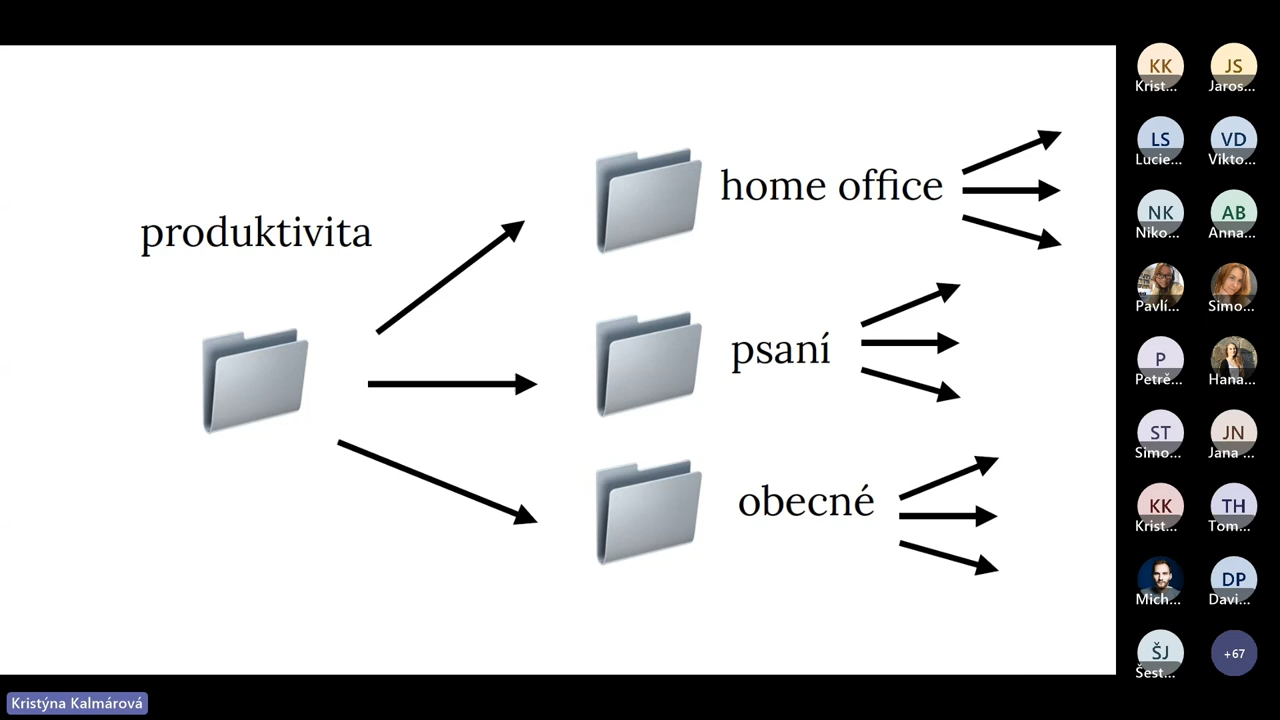 produktivita
home office
psaní
obecné
KK
Krist...
JS
Jaros...
LS
Lucie...
VD
Vikto...
NK
Niko...
AB
Anna...
Pavlí...
Simo...
P
Petrě...
Hana...
ST
Simo...
JN
Jana ...
KK
Krist...
TH
Tom...
Mich...
DP
Davi...
ŠJ
Šest...
+67
Kristýna Kalmárová